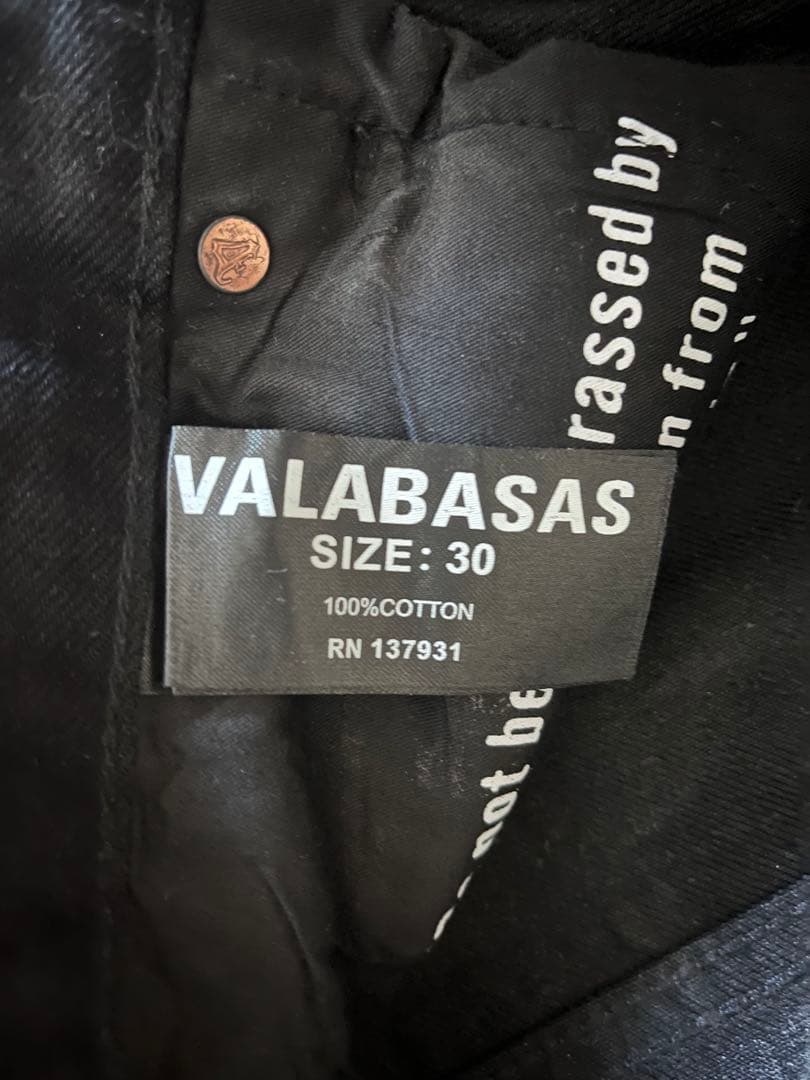 VALABASAS
SIZE: 30
100%COTTON
RN 137931
rassed by
n from
not be